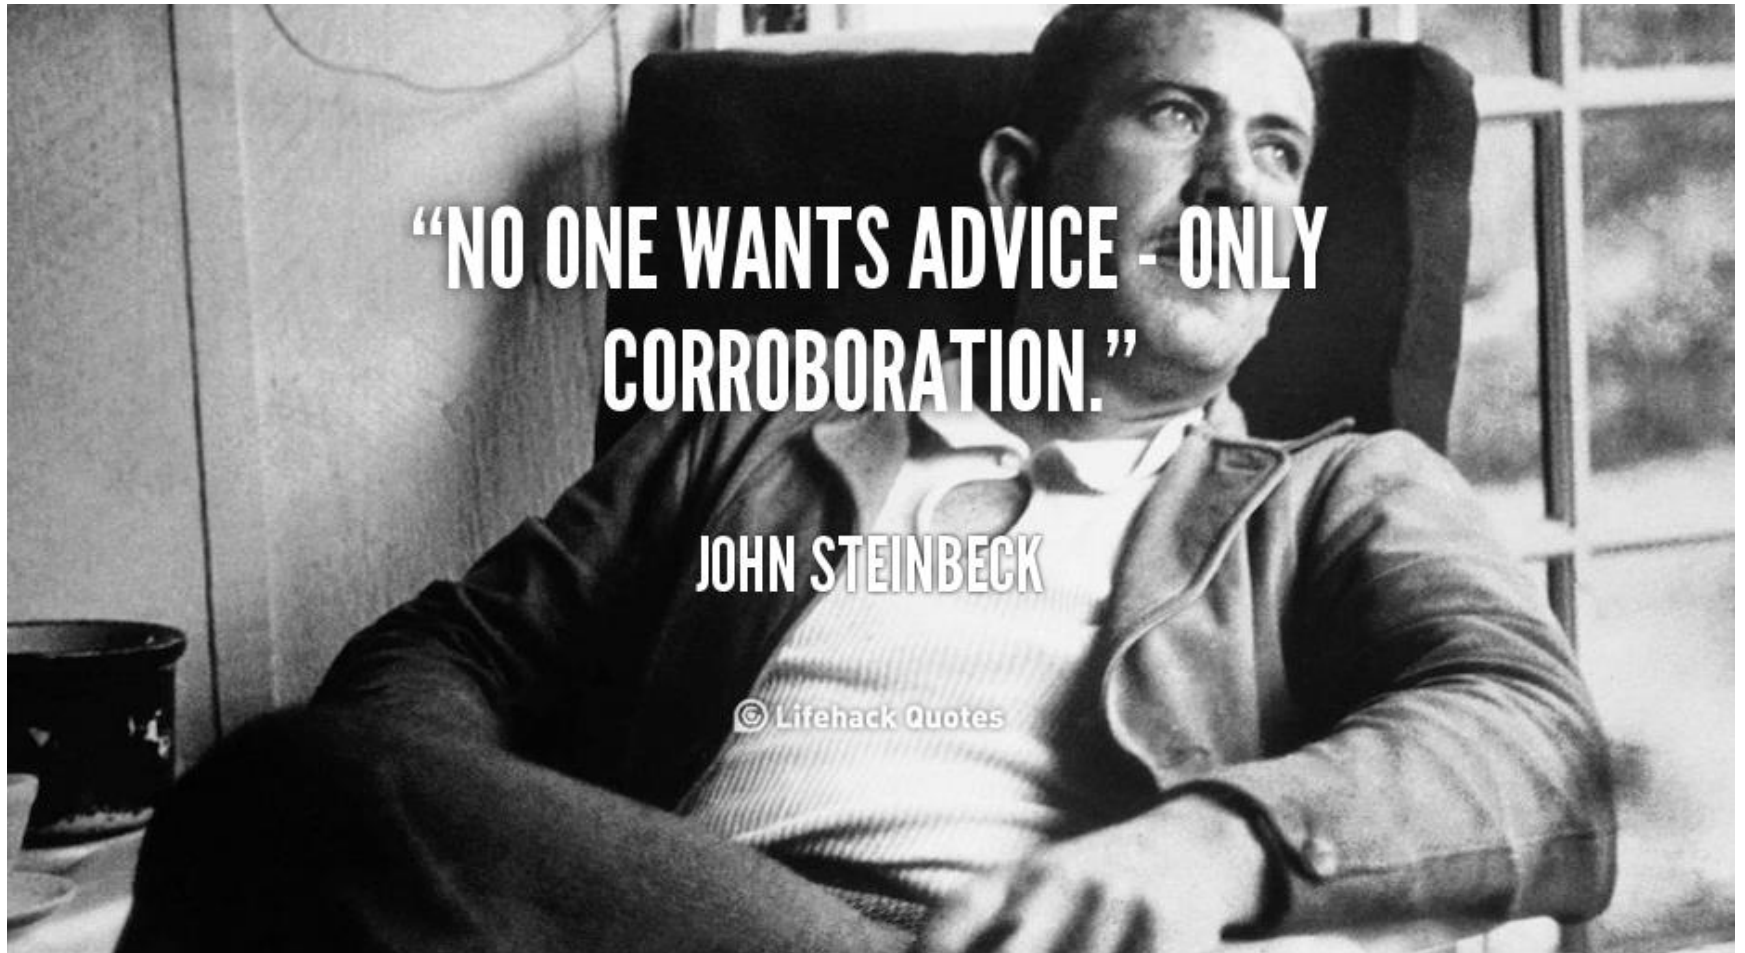 “NO ONE WANTS ADVICE - ONLY
CORROBORATION.”
JOHN STEINBECK
Lifehack Quotes